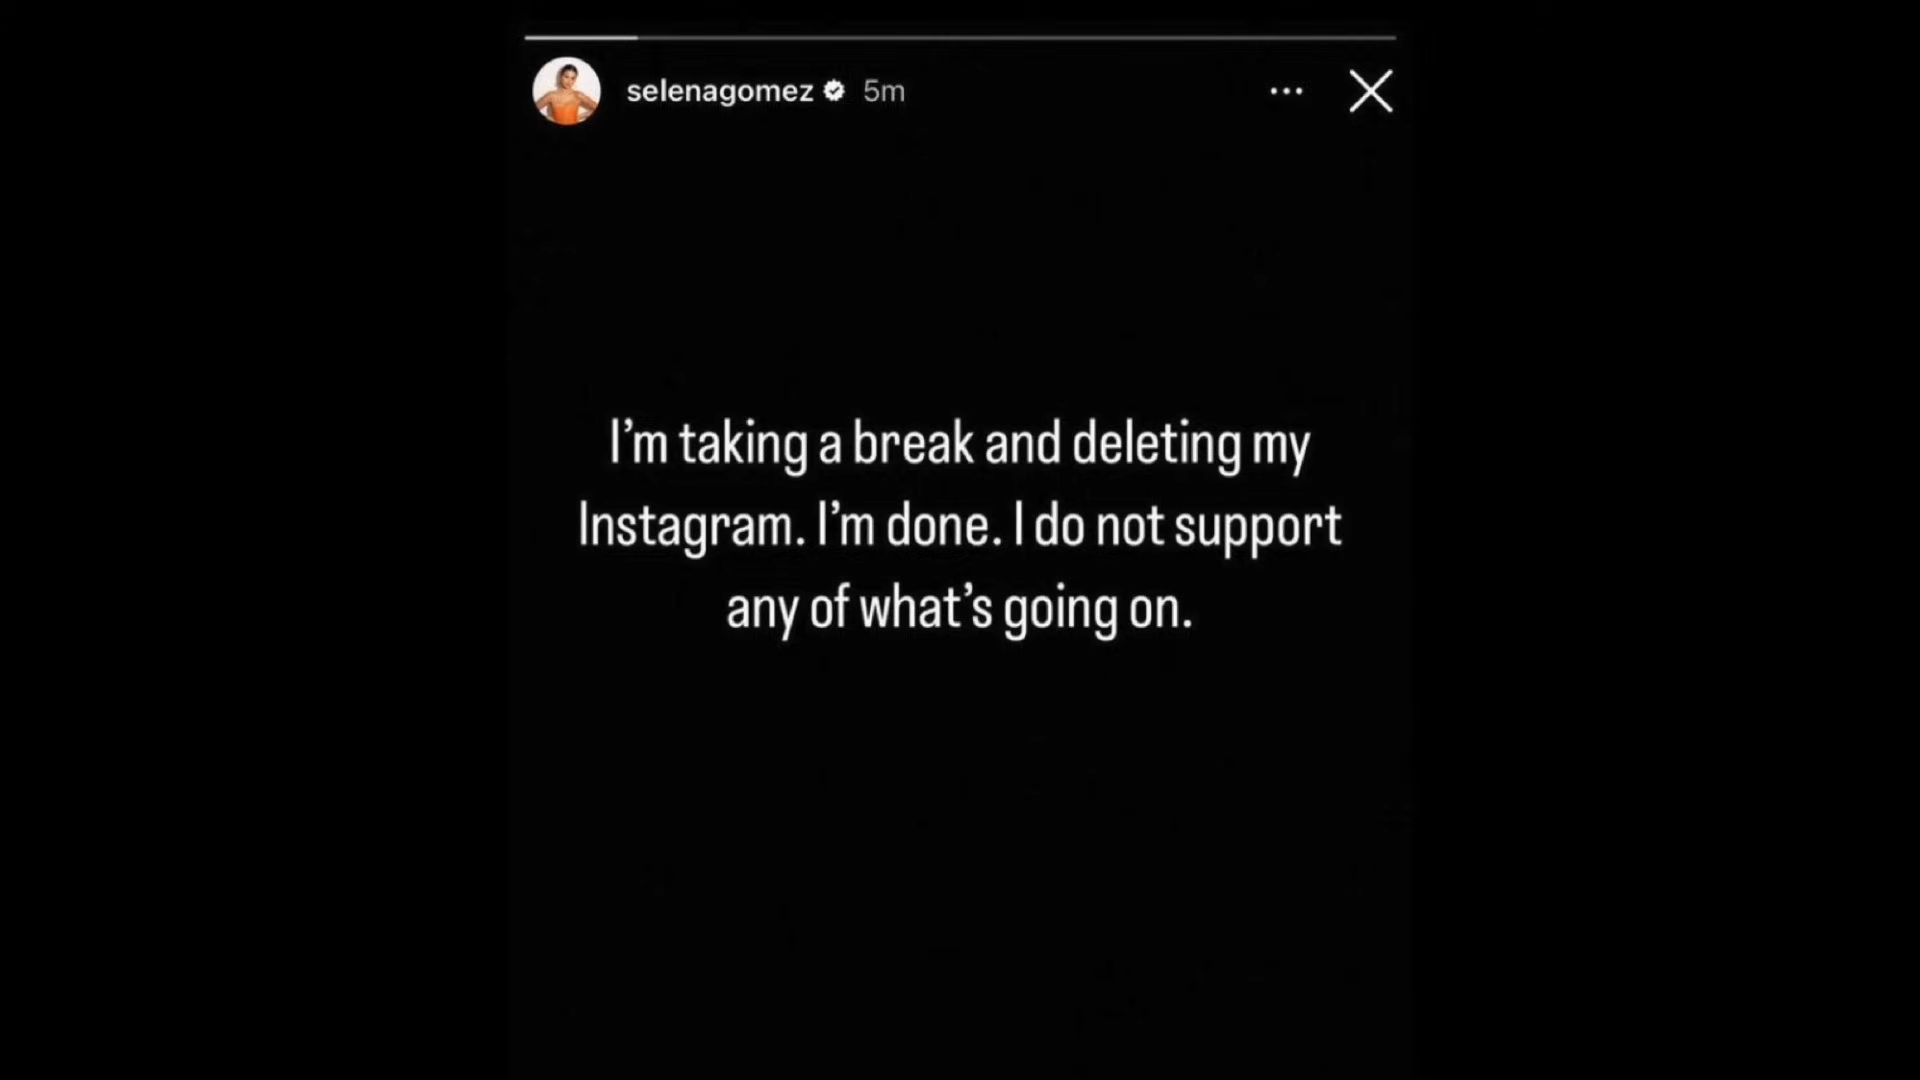 selenagomez 5m
I’m taking a break and deleting my
Instagram. I’m done. I do not support
any of what’s going on.